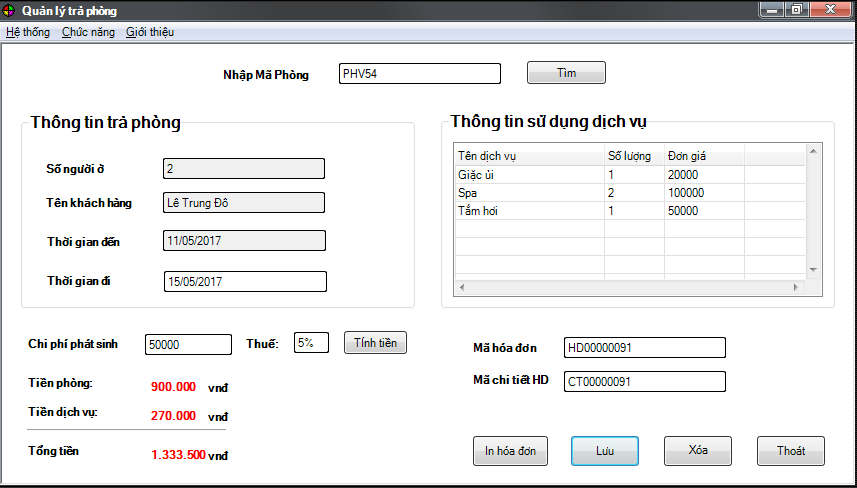 Quản lý trả phòng
Hệ thống Chức năng Giới thiệu
Nhập Mã Phòng PHV54 Tìm
Thông tin trả phòng
Số người ở 2
Tên khách hàng Lê Trung Đô
Thời gian đến 11/05/2017
Thời gian đi 15/05/2017
Thông tin sử dụng dịch vụ
Tên dịch vụ Số lượng Đơn giá
Giặc ủi 1 20000
Spa 2 100000
Tắm hơi 1 50000
Chi phí phát sinh 50000 Thuế: 5% Tính tiền
Tiền phòng: 900.000 vnđ
Tiền dịch vụ: 270.000 vnđ
Tổng tiền 1.333.500 vnđ
Mã hóa đơn HD00000091
Mã chi tiết HD CT00000091
In hóa đơn Lưu Xóa Thoát